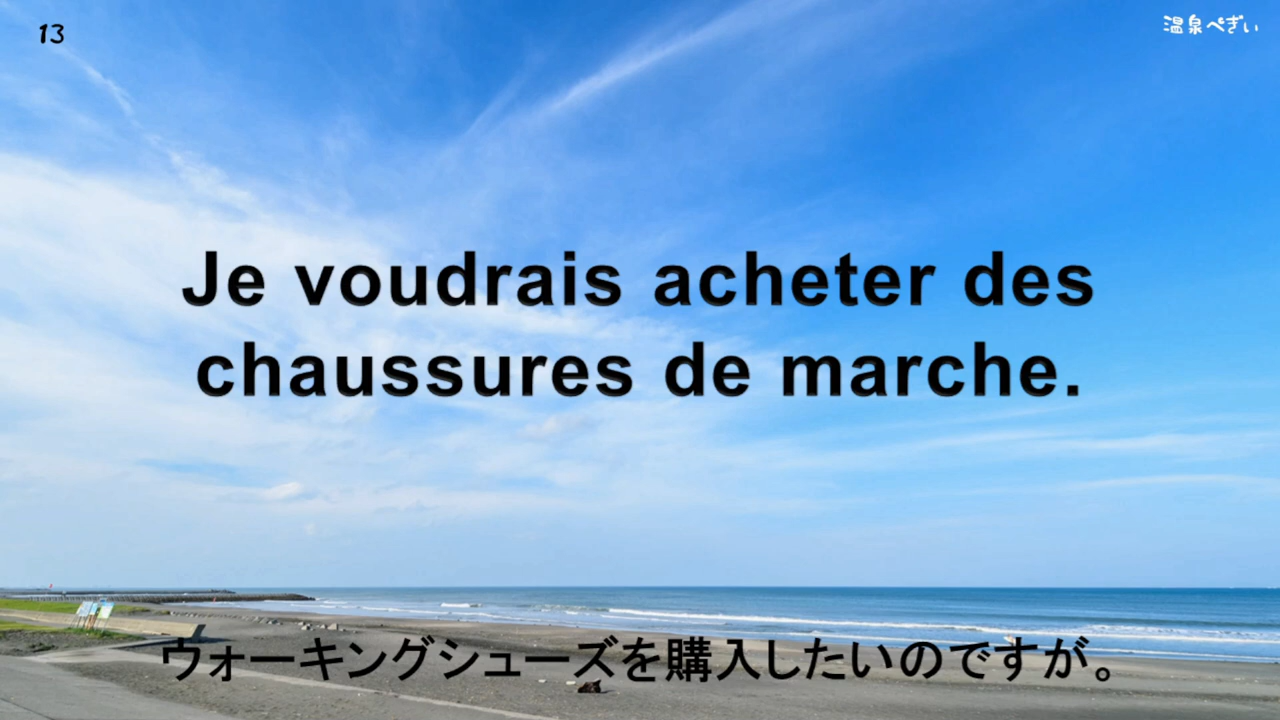 13
温泉ぺぎぃ
Je voudrais acheter des
chaussures de marche.
ウォーキングシューズを購入したいのですが。